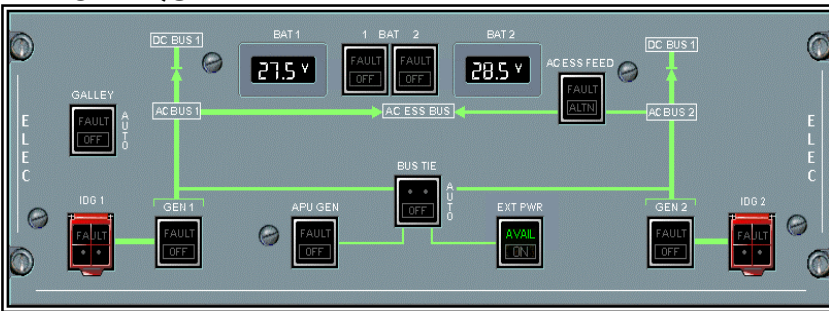 DC BUS 1
BAT 1
1 BAT 2
BAT 2
DC BUS 1
27.5 V
FAULT
OFF
FAULT
OFF
28.5 V
AC ESS FEED
FAULT
ALTN
GALLEY
FAULT
OFF
AUTO
AC BUS 1
AC ESS BUS
AC BUS 2
ELEC
ELEC
BUS TIE
OFF
AUTO
IDG 1
FAULT
GEN 1
FAULT
OFF
APU GEN
FAULT
OFF
EXT PWR
AVAIL
ON
GEN 2
FAULT
OFF
IDG 2
FAULT